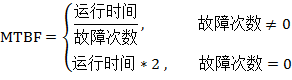 MTBF = { 运行时间/故障次数 , 故障次数 ≠ 0
运行时间 * 2 , 故障次数 = 0